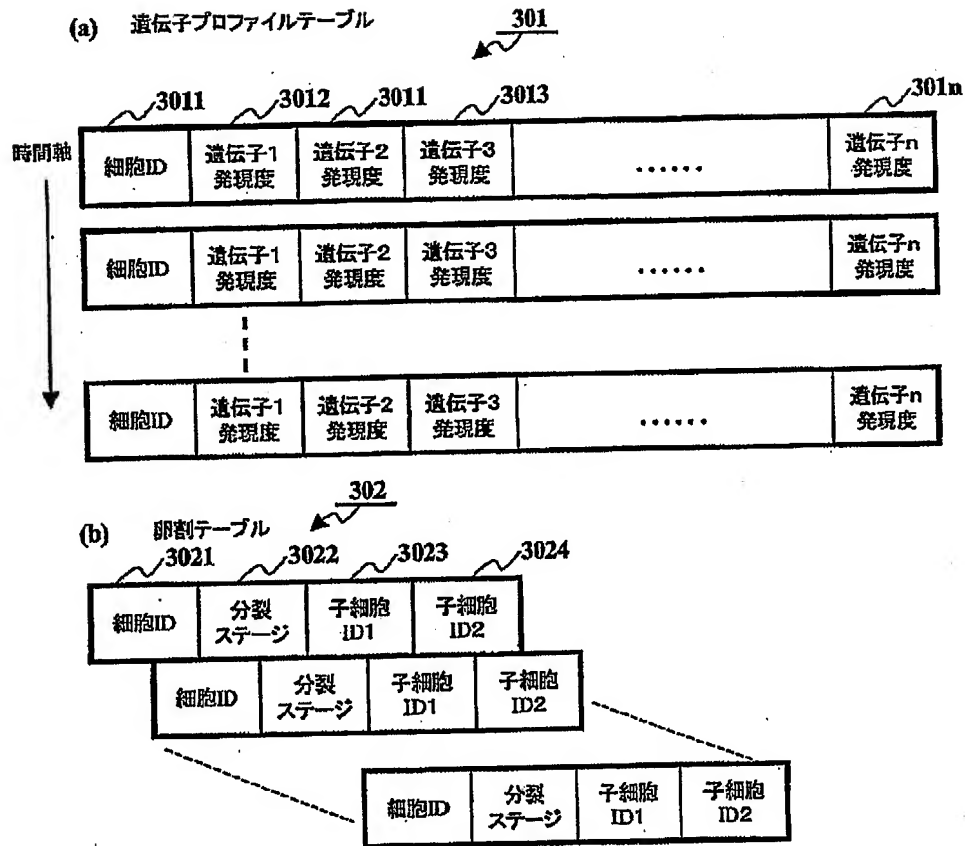 (a) 遺伝子プロファイルテーブル 301
3011 3012 3011 3013 301n
時間軸
細胞ID 遺伝子1 遺伝子2 遺伝子3 ...... 遺伝子n
発現度 発現度 発現度 発現度
細胞ID 遺伝子1 遺伝子2 遺伝子3 ...... 遺伝子n
発現度 発現度 発現度 発現度
細胞ID 遺伝子1 遺伝子2 遺伝子3 ...... 遺伝子n
発現度 発現度 発現度 発現度
302
(b) 卵割テーブル
3021 3022 3023 3024
細胞ID 分裂 子細胞 子細胞
ステージ ID1 ID2
細胞ID 分裂 子細胞 子細胞
ステージ ID1 ID2
細胞ID 分裂 子細胞 子細胞
ステージ ID1 ID2